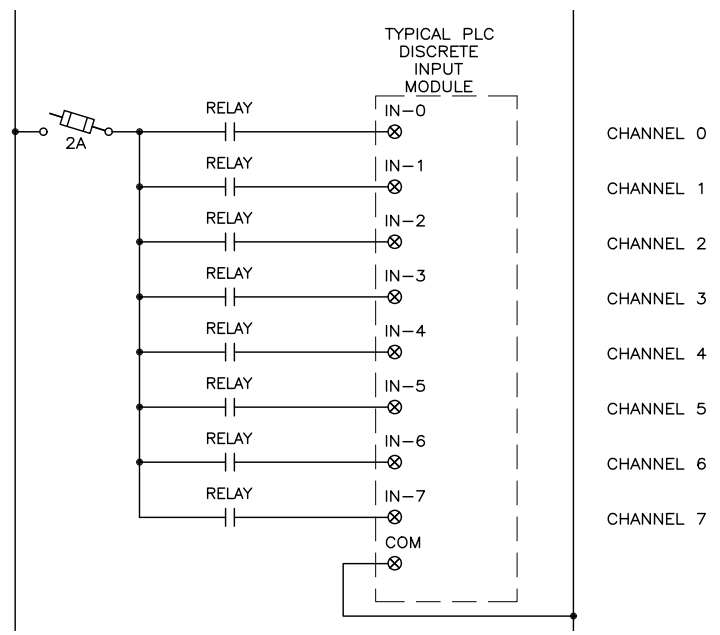 TYPICAL PLC
DISCRETE
INPUT
MODULE
RELAY
IN-0
2A
CHANNEL 0
RELAY
IN-1
CHANNEL 1
RELAY
IN-2
CHANNEL 2
RELAY
IN-3
CHANNEL 3
RELAY
IN-4
CHANNEL 4
RELAY
IN-5
CHANNEL 5
RELAY
IN-6
CHANNEL 6
RELAY
IN-7
CHANNEL 7
COM